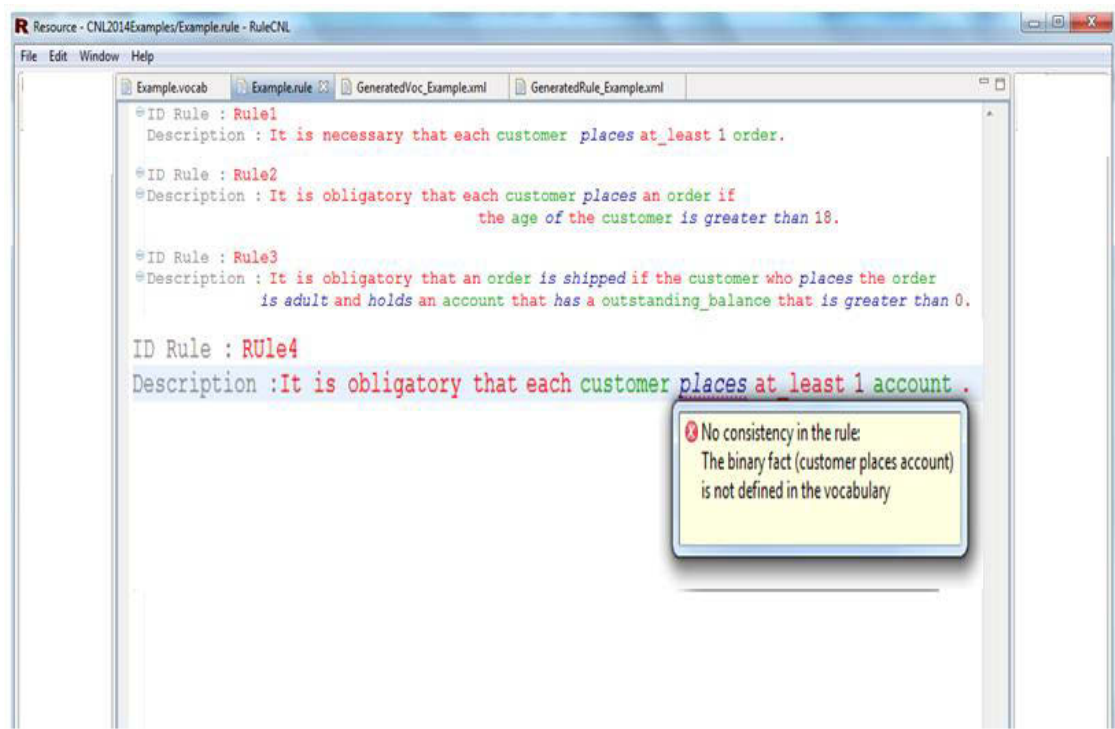 Resource - CNL2014Examples/Example.rule - RuleCNL
File Edit Window Help
Example.vocab Example.rule GeneratedVoc_Example.xml GeneratedRule_Example.xml
ID Rule : Rule1
Description : It is necessary that each customer places at_least 1 order.
ID Rule : Rule2
Description : It is obligatory that each customer places an order if
the age of the customer is greater than 18.
ID Rule : Rule3
Description : It is obligatory that an order is shipped if the customer who places the order
is adult and holds an account that has a outstanding_balance that is greater than 0.
ID Rule : RUle4
Description :It is obligatory that each customer places at_least 1 account .
No consistency in the rule:
The binary fact (customer places account)
is not defined in the vocabulary